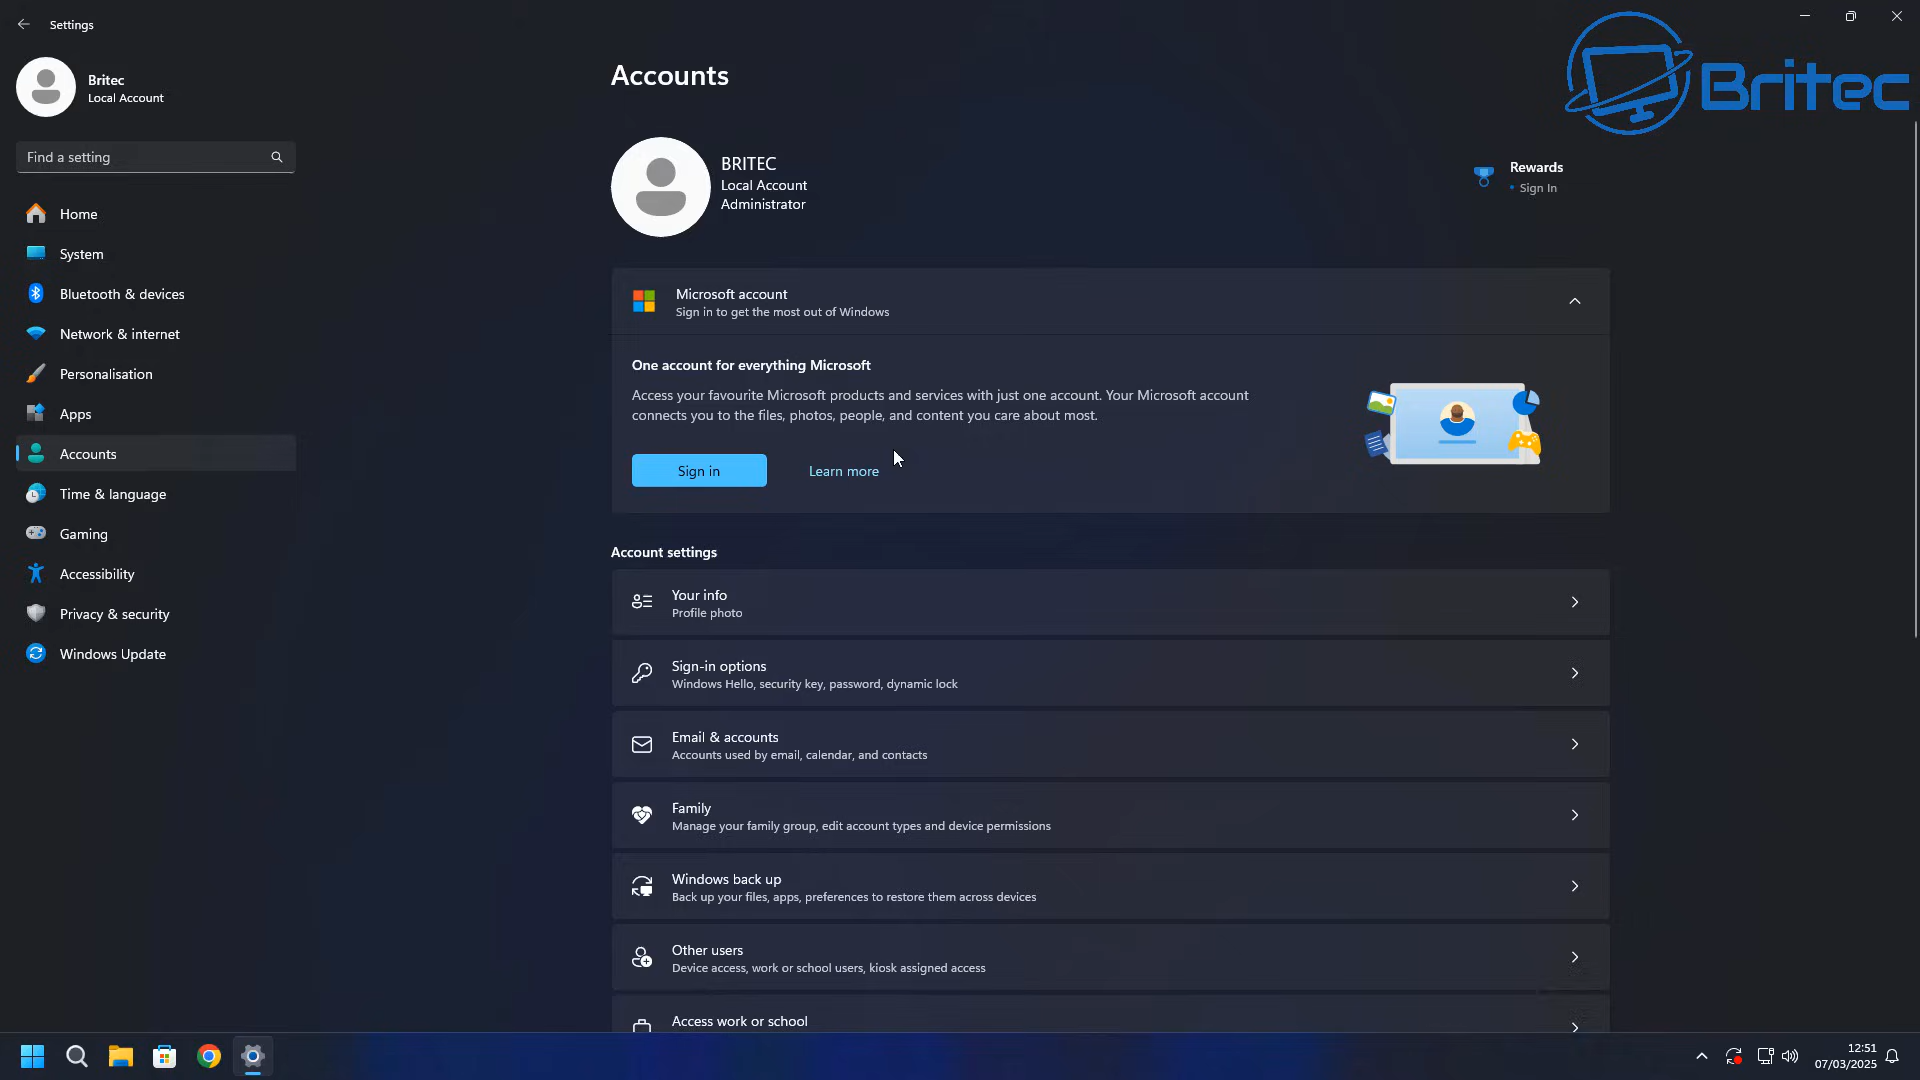 Settings
Britec
Local Account
Find a setting
Home
System
Bluetooth & devices
Network & internet
Personalisation
Apps
Accounts
Time & language
Gaming
Accessibility
Privacy & security
Windows Update
Accounts
BRITEC
Local Account
Administrator
Rewards
• Sign In
Britec
Microsoft account
Sign in to get the most out of Windows
One account for everything Microsoft
Access your favourite Microsoft products and services with just one account. Your Microsoft account
connects you to the files, photos, people, and content you care about most.
Sign in
Learn more
Account settings
Your info
Profile photo
Sign-in options
Windows Hello, security key, password, dynamic lock
Email & accounts
Accounts used by email, calendar, and contacts
Family
Manage your family group, edit account types and device permissions
Windows back up
Back up your files, apps, preferences to restore them across devices
Other users
Device access, work or school users, kiosk assigned access
Access work or school
12:51
07/03/2025